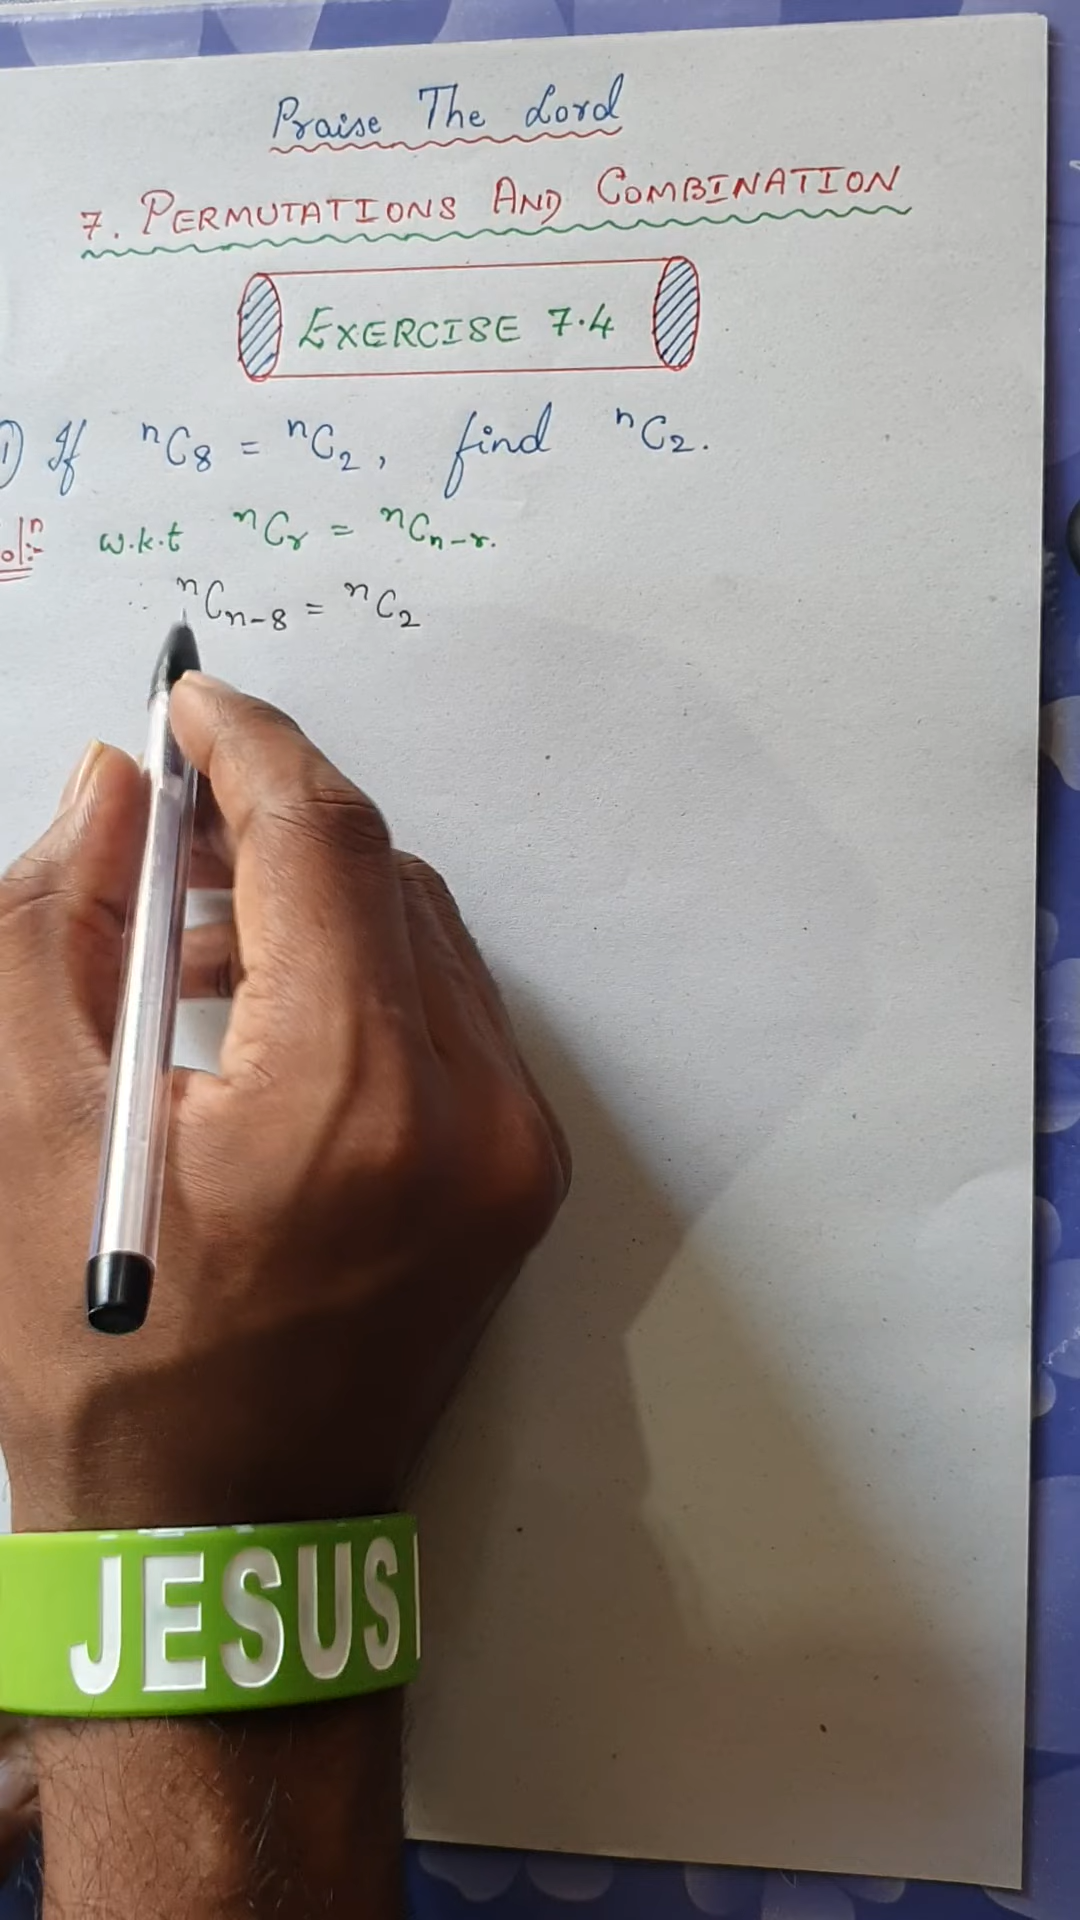 Praise The Lord
7. PERMUTATIONS AND COMBINATION
EXERCISE 7.4
1) If ⁿC₈ = ⁿC₂, find ⁿC₂.
ol:ⁿ w.k.t ⁿCᵣ = ⁿCₙ₋ᵣ.
∴ ⁿCₙ₋₈ = ⁿC₂
JESUS